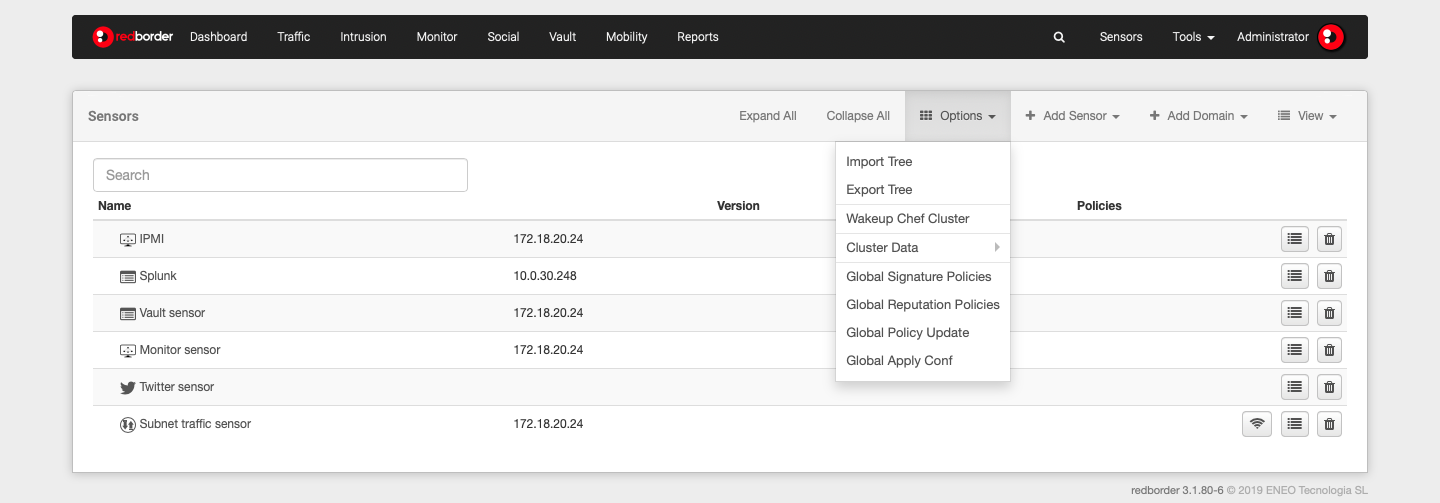 redborder Dashboard Traffic Intrusion Monitor Social Vault Mobility Reports Sensors Tools Administrator
Sensors Expand All Collapse All Options Add Sensor Add Domain View
Search
Name Version Policies
IPMI 172.18.20.24
Splunk 10.0.30.248
Vault sensor 172.18.20.24
Monitor sensor 172.18.20.24
Twitter sensor
Subnet traffic sensor 172.18.20.24
Import Tree
Export Tree
Wakeup Chef Cluster
Cluster Data
Global Signature Policies
Global Reputation Policies
Global Policy Update
Global Apply Conf
redborder 3.1.80-6 © 2019 ENEO Tecnologia SL